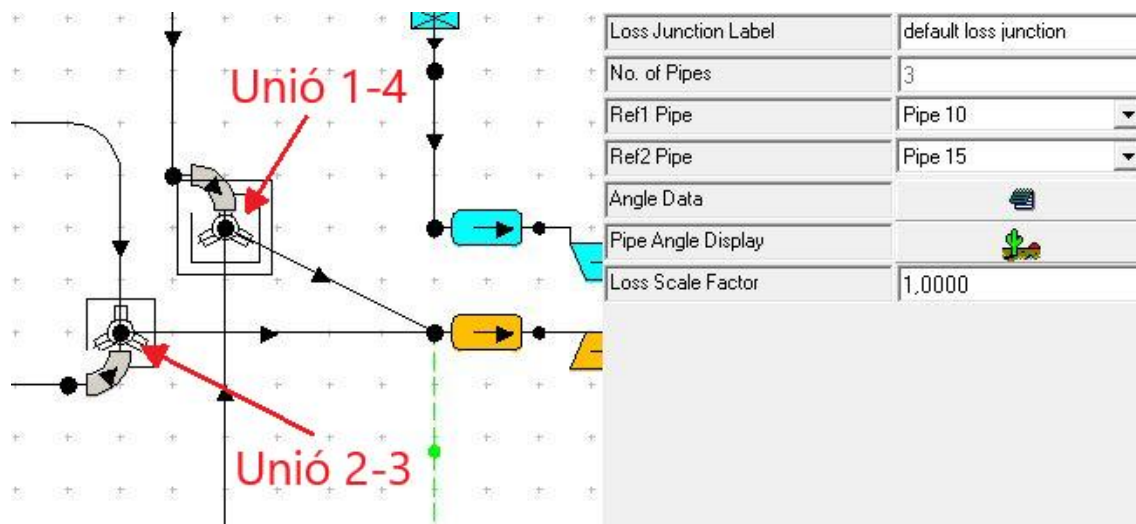 Unió 1-4
Unió 2-3
Loss Junction Label default loss junction
No. of Pipes 3
Ref1 Pipe Pipe 10
Ref2 Pipe Pipe 15
Angle Data
Pipe Angle Display
Loss Scale Factor 1,0000